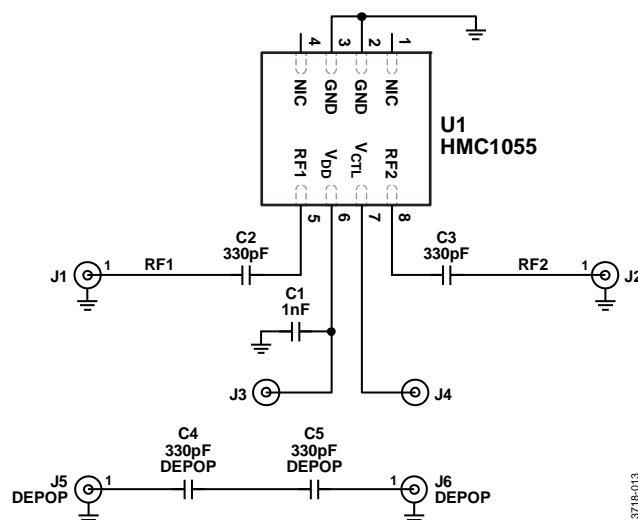 4 3 2 1
NIC GND GND NIC
U1
HMC1055
RF1 VDD VCTL RF2
5 6 7 8
C2
330pF
C3
330pF
J1 1 RF1
RF2 1 J2
C1
1nF
J3
J4
C4
330pF
DEPOP
C5
330pF
DEPOP
J5
DEPOP
1
1
J6
DEPOP
3718-013